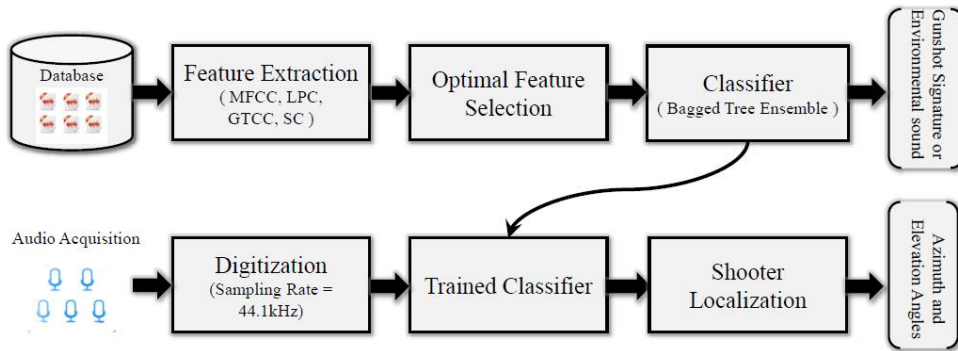 Database
Feature Extraction
( MFCC, LPC,
GTCC, SC )
Optimal Feature
Selection
Classifier
( Bagged Tree Ensemble )
Gunshot Signature or
Environmental sound
Audio Acquisition
Digitization
(Sampling Rate =
44.1kHz)
Trained Classifier
Shooter
Localization
Azimuth and
Elevation Angles